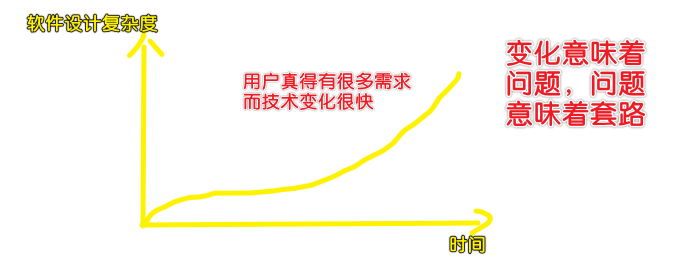 软件设计复杂度
用户真得有很多需求
而技术变化很快
变化意味着
问题，问题
意味着套路
时间